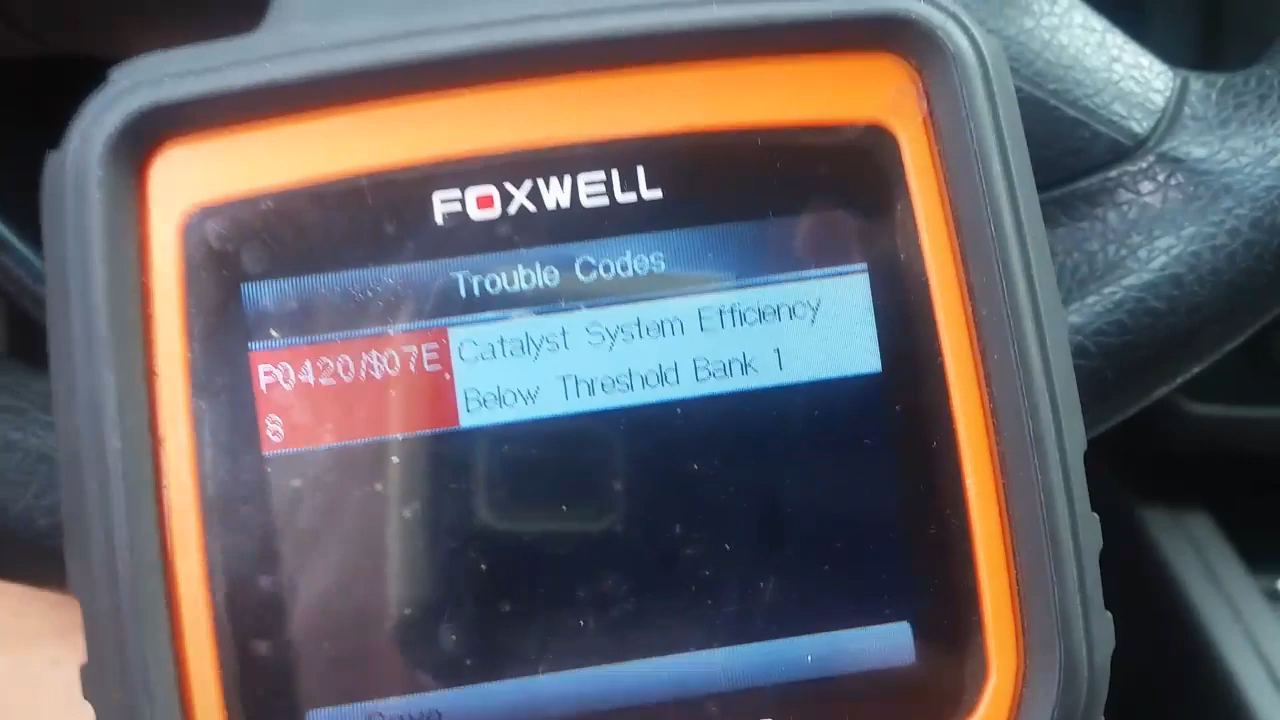 FOXWELL
Trouble Codes
P0420/$07E
8
Catalyst System Efficiency
Below Threshold Bank 1